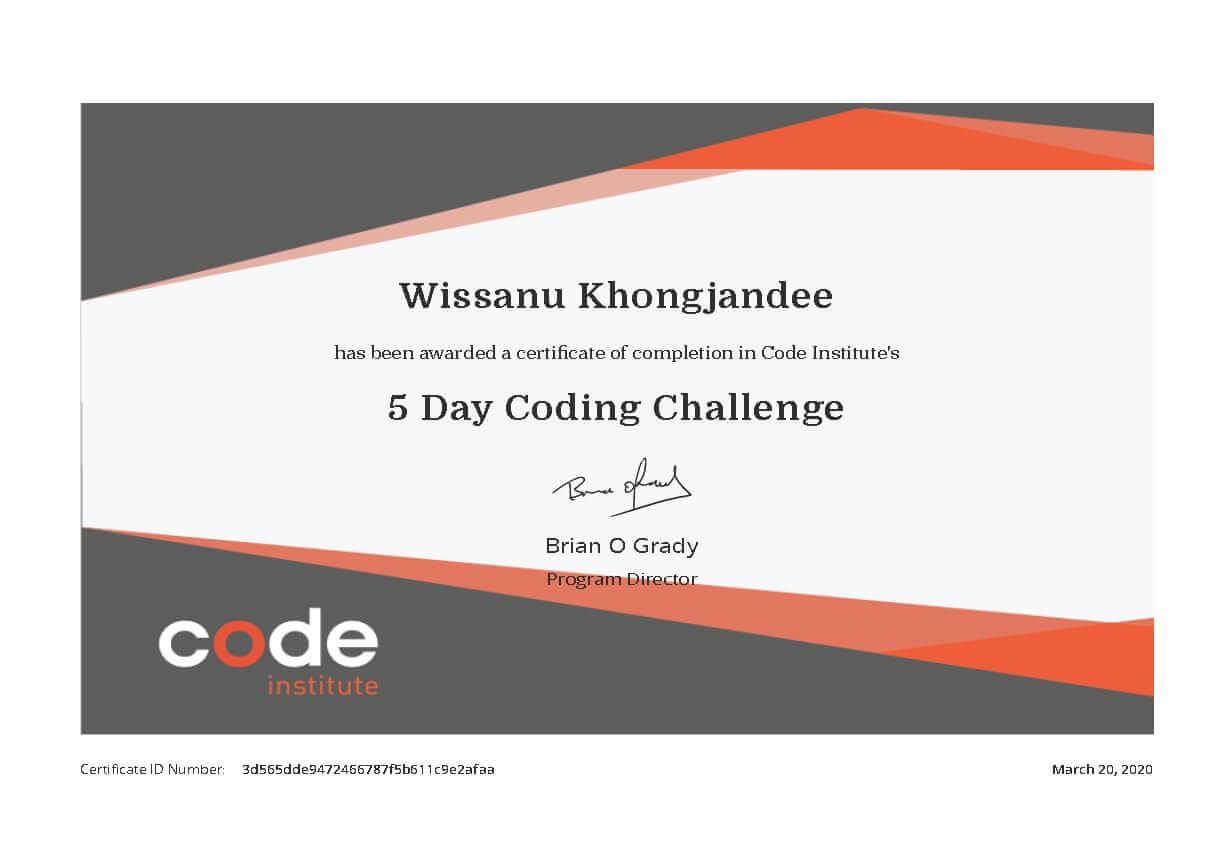 Wissanu Khongjandee
has been awarded a certificate of completion in Code Institute's
5 Day Coding Challenge
Brian O Grady
Program Director
code
institute
Certificate ID Number: 3d565dde9472466787f5b611c9e2afaa
March 20, 2020